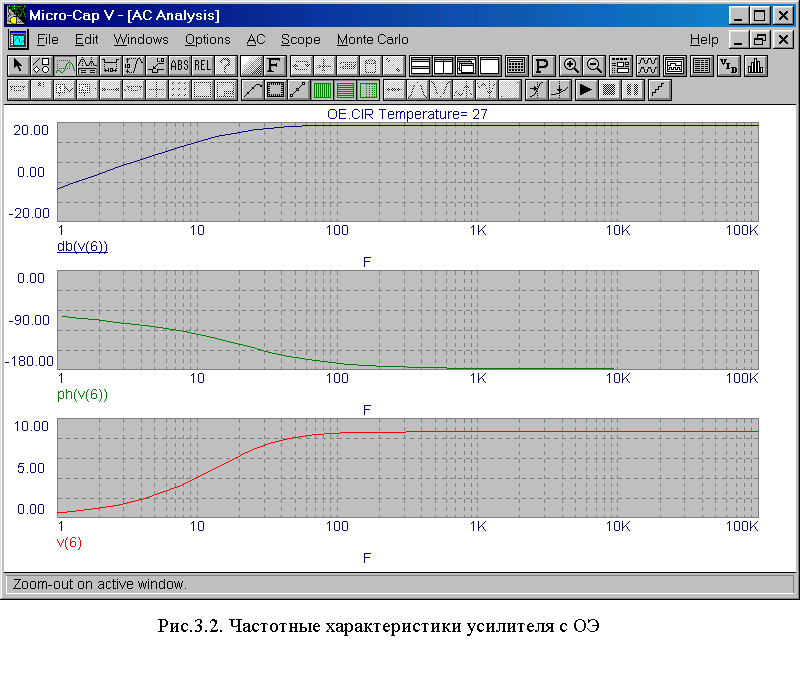 Micro-Cap V - [AC Analysis]
File Edit Windows Options AC Scope Monte Carlo Help
ABS REL ? F P
OE.CIR Temperature= 27
20.00
0.00
-20.00
1 10 100 1K 10K 100K
db(v(6))
F
0.00
-90.00
-180.00
1 10 100 1K 10K 100K
ph(v(6))
F
10.00
5.00
0.00
1 10 100 1K 10K 100K
v(6)
F
Zoom-out on active window.
Рис.3.2. Частотные характеристики усилителя с ОЭ